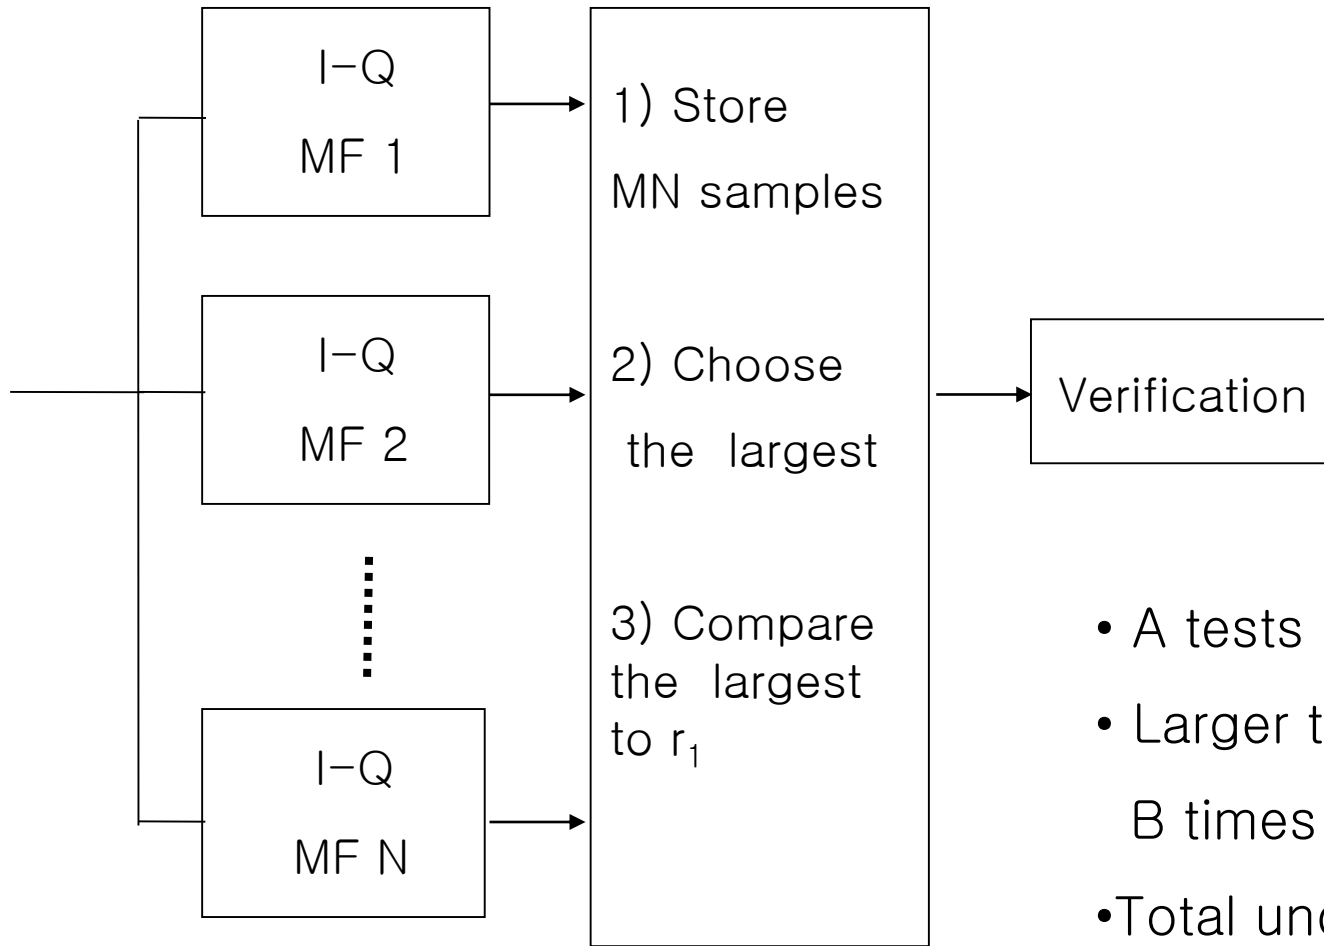 I-Q
MF 1
I-Q
MF 2
I-Q
MF N
1) Store
MN samples
2) Choose
the largest
3) Compare
the largest
to r₁
Verification
• A tests
• Larger
B times
•Total